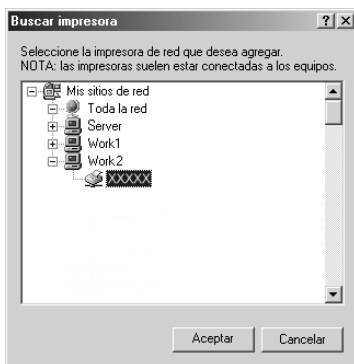 Buscar impresora
Seleccione la impresora de red que desea agregar.
NOTA: las impresoras suelen estar conectadas a los equipos.
Mis sitios de red
Toda la red
Server
Work1
Work2
XXXXX
Aceptar
Cancelar